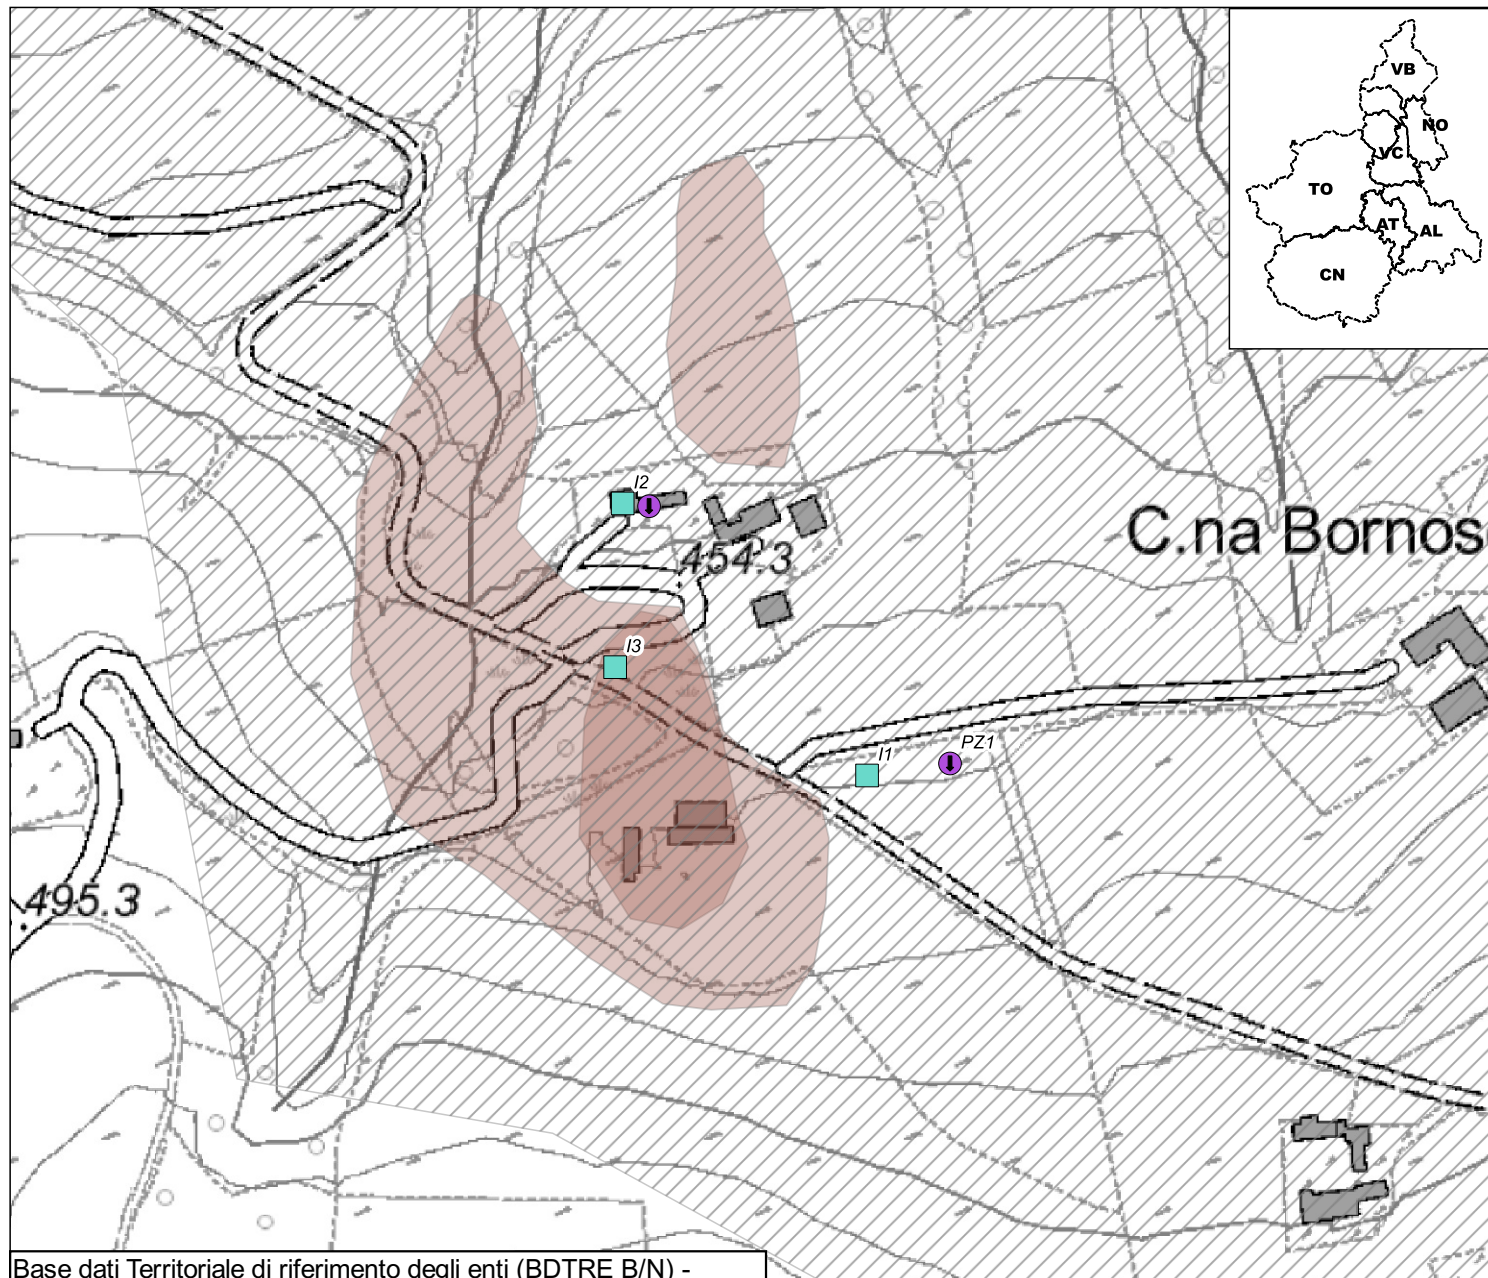 VB
NO
VC
TO
AT
AL
CN
I2
454.3
C.na Bornos
I3
I1
PZ1
495.3
Base dati Territoriale di riferimento degli enti (BDTRE B/N) -